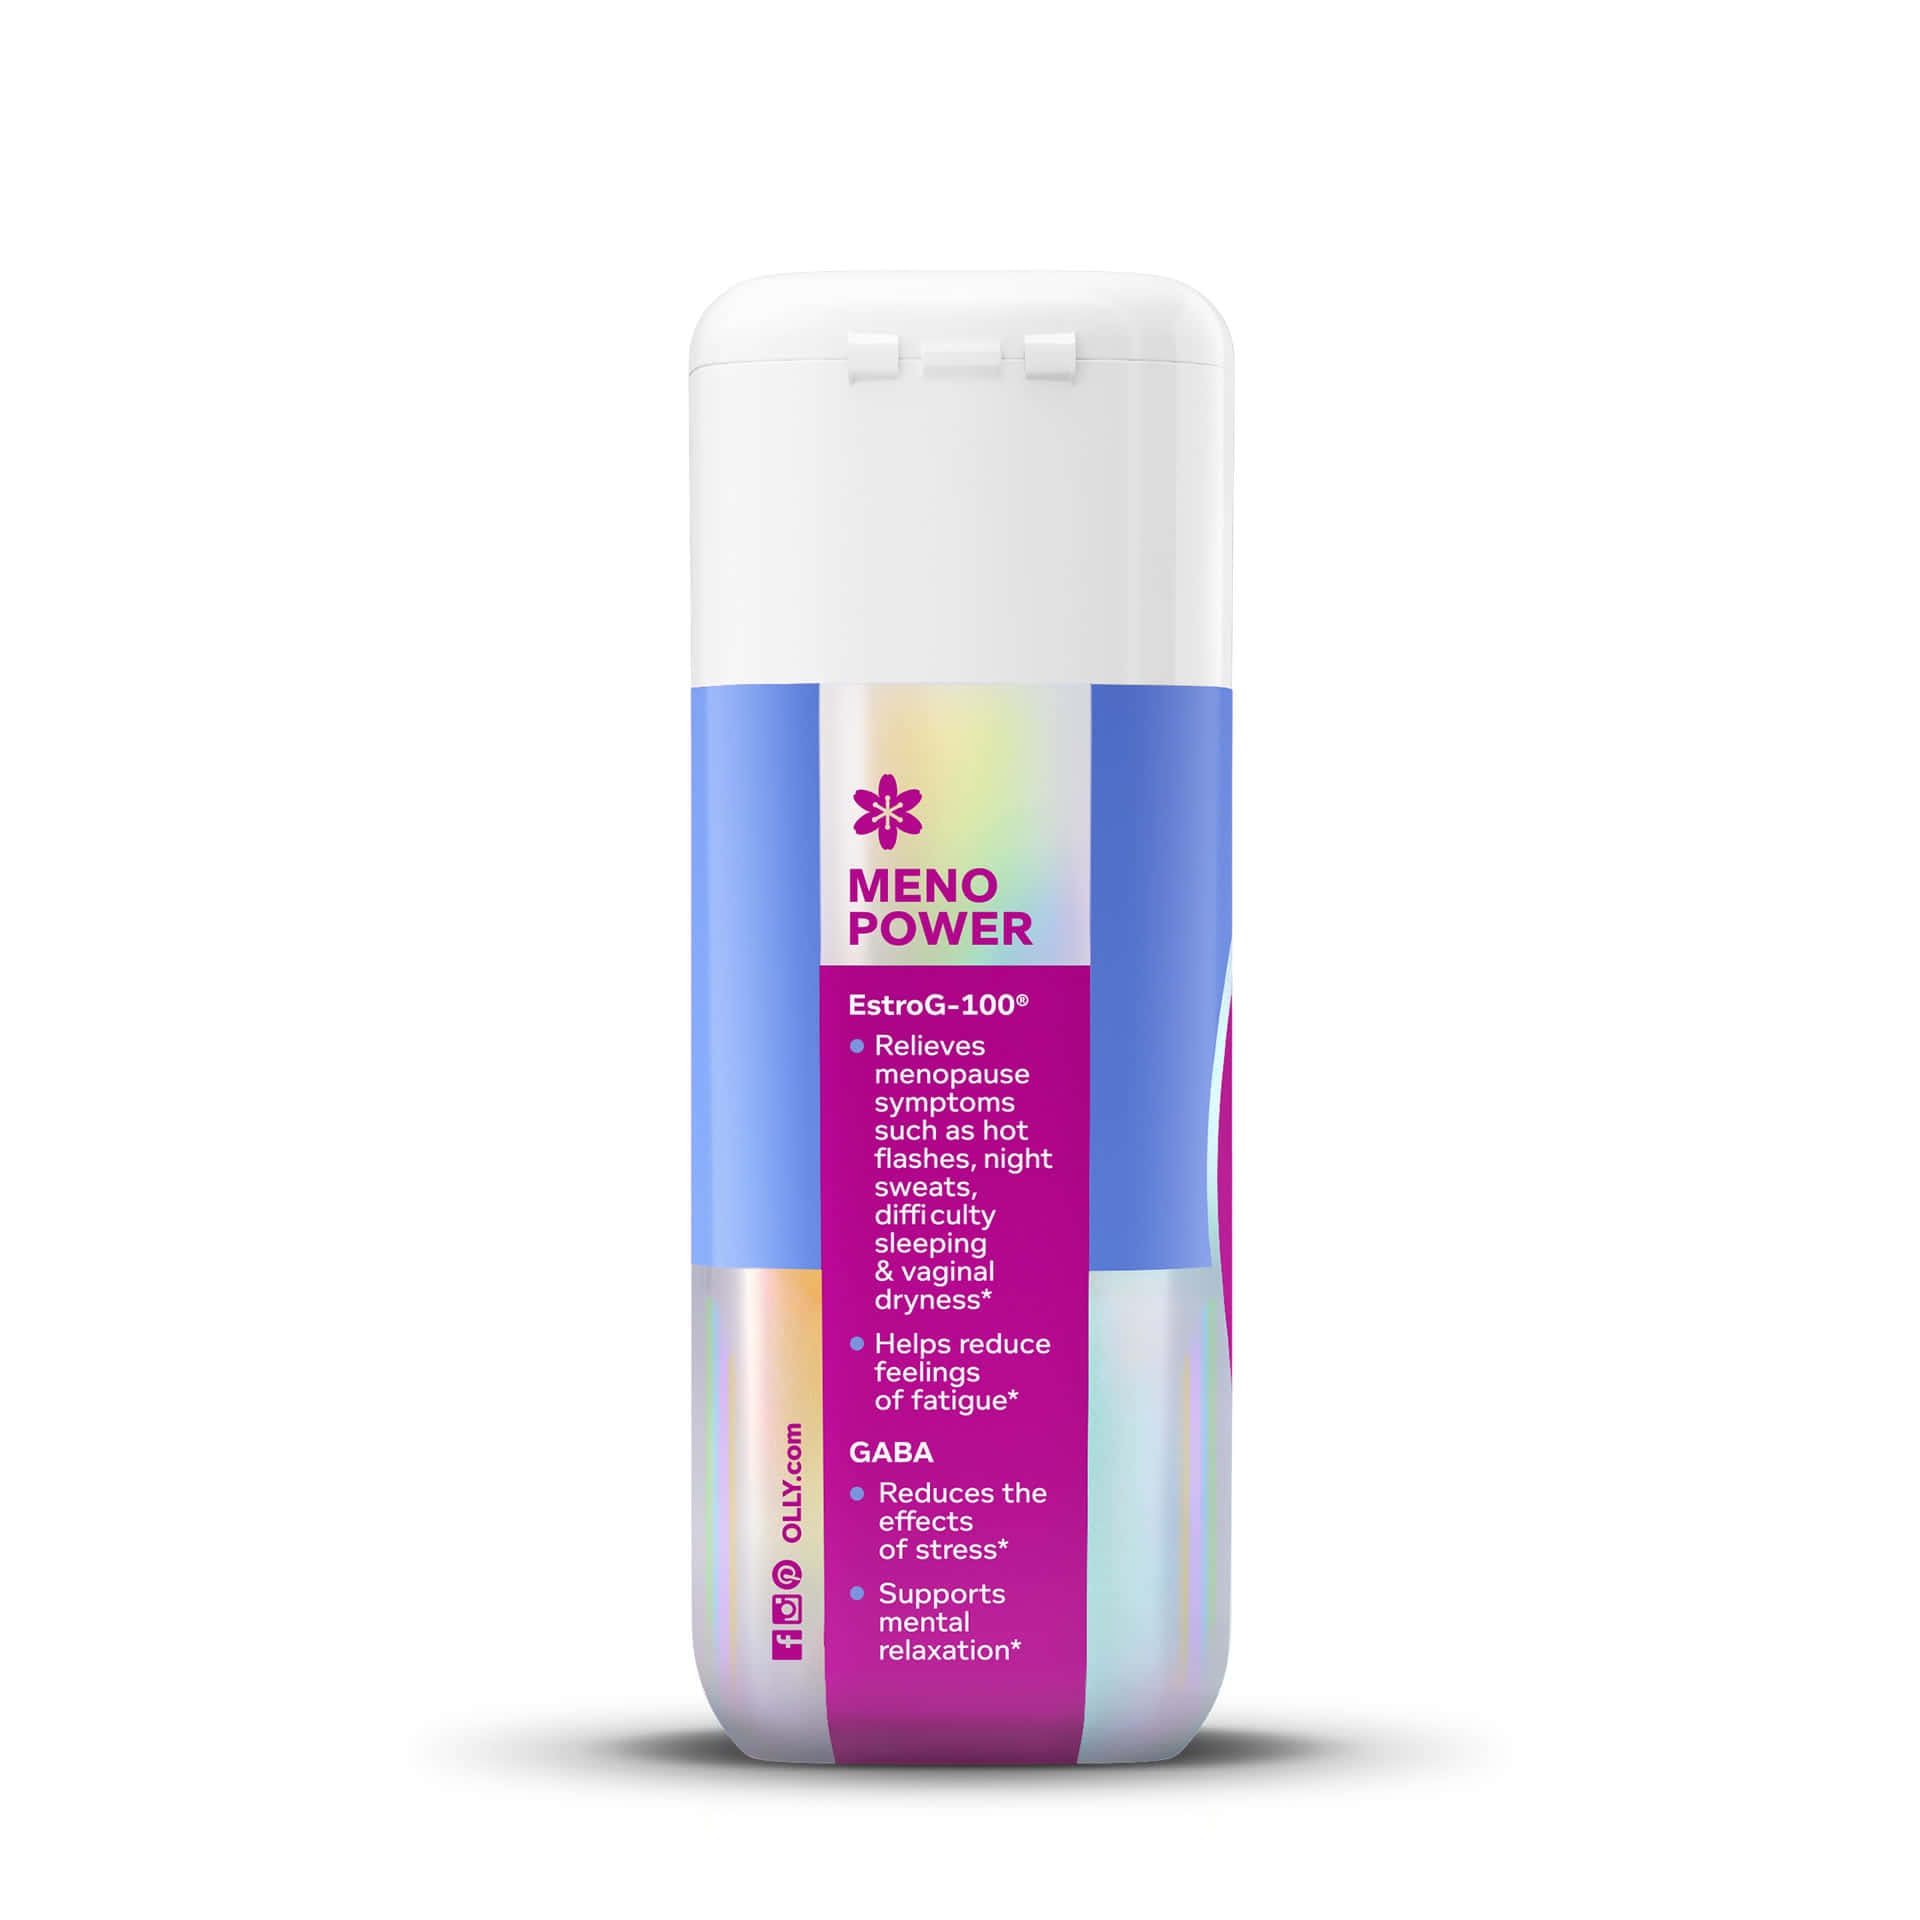 MENO
POWER
EstroG-100®
• Relieves
menopause
symptoms
such as hot
flashes, night
sweats,
difficulty
sleeping
& vaginal
dryness*
• Helps reduce
feelings
of fatigue*
GABA
• Reduces the
effects
of stress*
• Supports
mental
relaxation*
OLLY.com